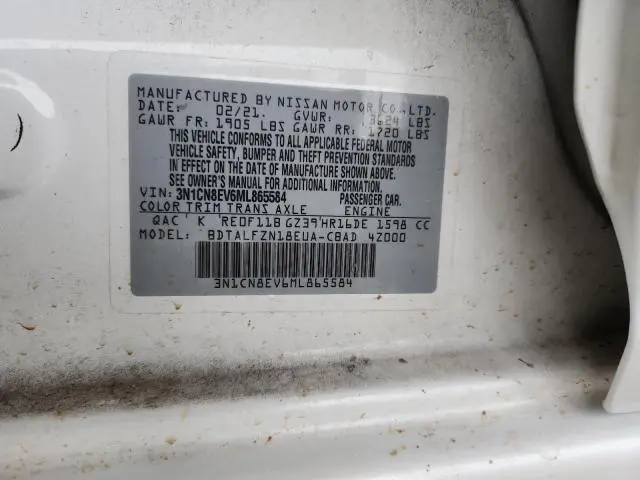 MANUFACTURED BY NISSAN MOTOR CO.,LTD.
DATE: 02/21. GVWR: 3624 LBS
GAWR FR: 1905 LBS GAWR RR: 1720 LBS
THIS VEHICLE CONFORMS TO ALL APPLICABLE FEDERAL MOTOR
VEHICLE SAFETY, BUMPER AND THEFT PREVENTION STANDARDS
IN EFFECT ON THE DATE OF MANUFACTURE SHOWN ABOVE.
SEE OWNER'S MANUAL FOR ADDITIONAL INFORMATION.
VIN: 3N1CN8EV6ML865584 PASSENGER CAR.
COLOR TRIM TRANS AXLE ENGINE
QAC K RE0F11B GZ39 HR16DE 1598 CC
MODEL: BDTALFZN18EUA-CBAD 4Z000
3N1CN8EV6ML865584